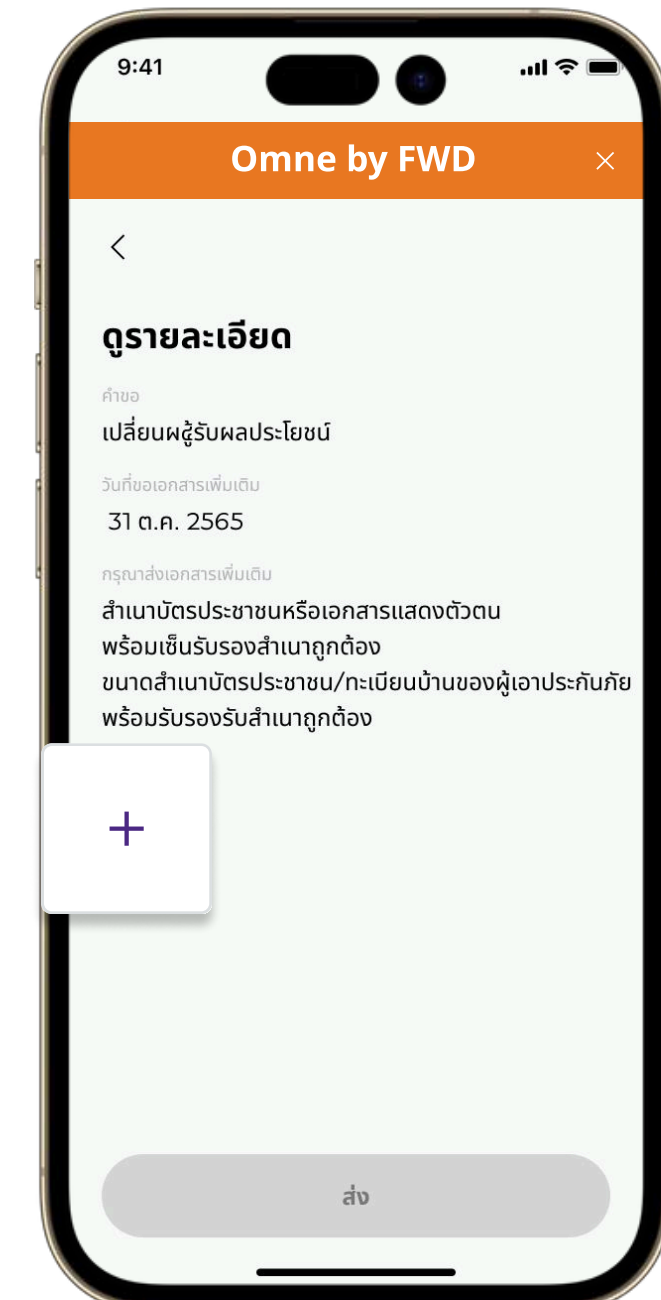 9:41
Omne by FWD
ดูรายละเอียด
คำขอ
เปลี่ยนผู้รับผลประโยชน์
วันที่ขอเอกสารเพิ่มเติม
31 ต.ค. 2565
กรุณาส่งเอกสารเพิ่มเติม
สำเนาบัตรประชาชนหรือเอกสารแสดงตัวตน
พร้อมเซ็นรับรองสำเนาถูกต้อง
ขนาดสำเนาบัตรประชาชน/ทะเบียนบ้านของผู้เอาประกันภัย
พร้อมรับรองรับสำเนาถูกต้อง
ส่ง